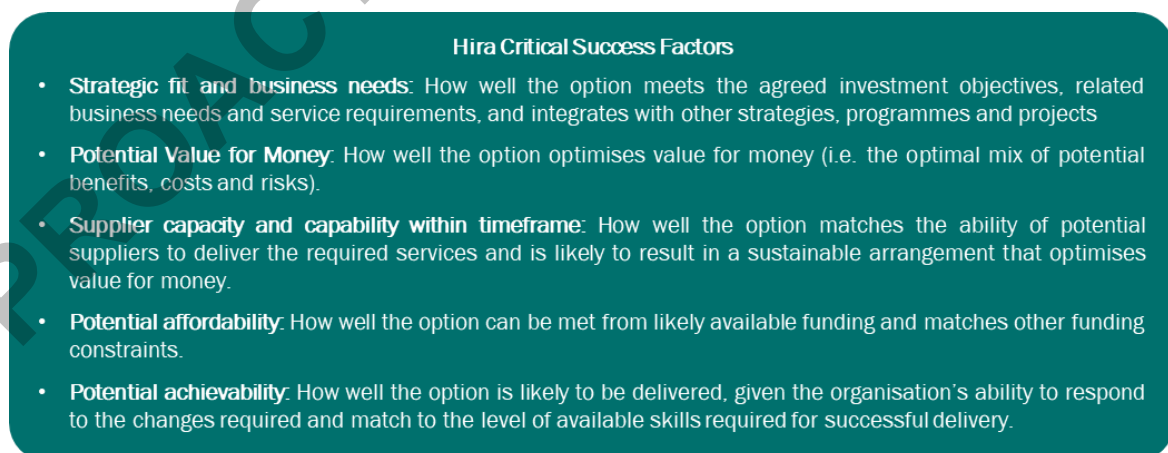 Hira Critical Success Factors
• Strategic fit and business needs: How well the option meets the agreed investment objectives, related
business needs and service requirements, and integrates with other strategies, programmes and projects
• Potential Value for Money: How well the option optimises value for money (i.e. the optimal mix of potential
benefits, costs and risks).
• Supplier capacity and capability within timeframe: How well the option matches the ability of potential
suppliers to deliver the required services and is likely to result in a sustainable arrangement that optimises
value for money.
• Potential affordability: How well the option can be met from likely available funding and matches other funding
constraints.
• Potential achievability: How well the option is likely to be delivered, given the organisation's ability to respond
to the changes required and match to the level of available skills required for successful delivery.
PROAC